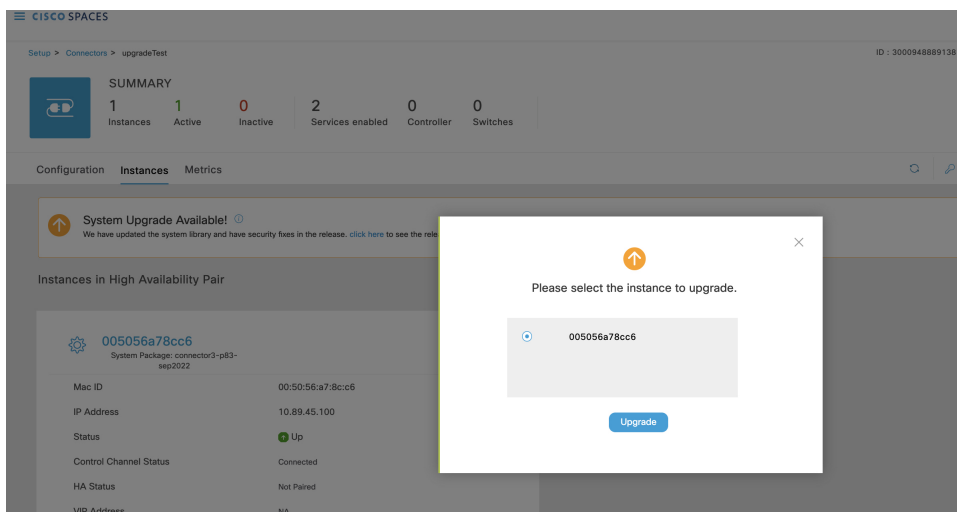 CISCO SPACES
Setup > Connectors > upgradeTest
ID : 3000948889138
SUMMARY
1 1 0 2 0 0
Instances Active Inactive Services enabled Controller Switches
Configuration Instances Metrics
System Upgrade Available!
We have updated the system library and have security fixes in the release. click here to see the rele
Please select the instance to upgrade.
005056a78cc6
Upgrade
Instances in High Availability Pair
005056a78cc6
System Package: connector3-p83-
sep2022
Mac ID 00:50:56:a7:8c:c6
IP Address 10.89.45.100
Status Up
Control Channel Status Connected
HA Status Not Paired
VIP Address NA